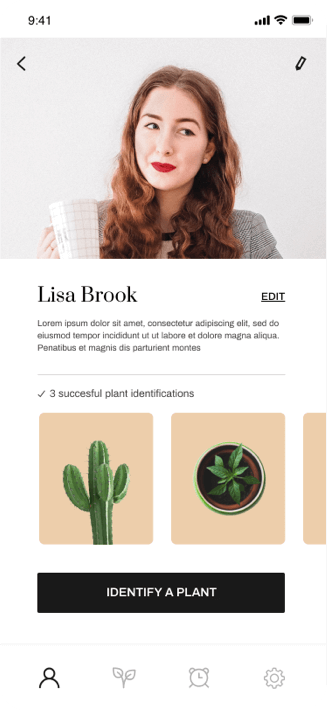 9:41
Lisa Brook
EDIT
Lorem ipsum dolor sit amet, consectetur adipiscing elit, sed do
eiusmod tempor incididunt ut ut labore et dolore magna aliqua.
Penatibus et magnis dis parturient montes
3 succesful plant identifications
IDENTIFY A PLANT